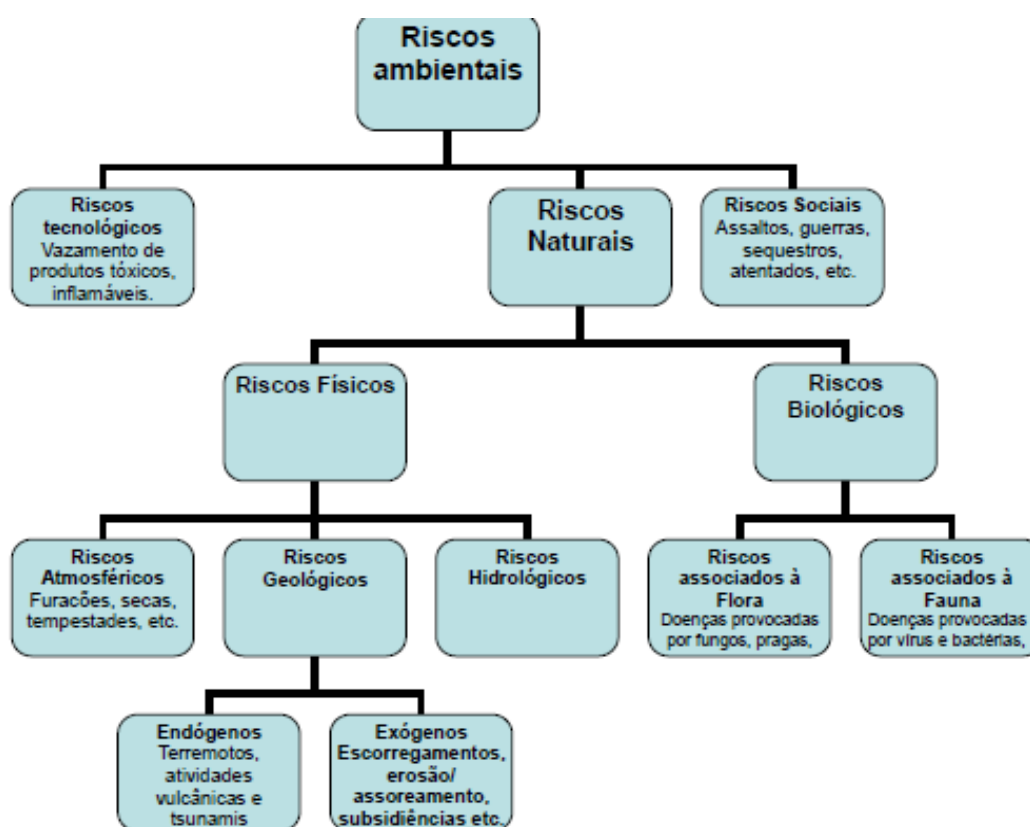 Riscos
ambientais
Riscos
tecnológicos
Vazamento de
produtos tóxicos,
inflamáveis.
Riscos
Naturais
Riscos Sociais
Assaltos, guerras,
sequestros,
atentados, etc.
Riscos Físicos
Riscos
Biológicos
Riscos
Atmosféricos
Furacões, secas,
tempestades, etc.
Riscos
Geológicos
Riscos
Hidrológicos
Riscos
associados à
Flora
Doenças provocadas
por fungos, pragas,
Riscos
associados à
Fauna
Doenças provocadas
por vírus e bactérias,
Endógenos
Terremotos,
atividades
vulcânicas e
tsunamis
Exógenos
Escorregamentos,
erosão/
assoreamento,
subsidiências etc.